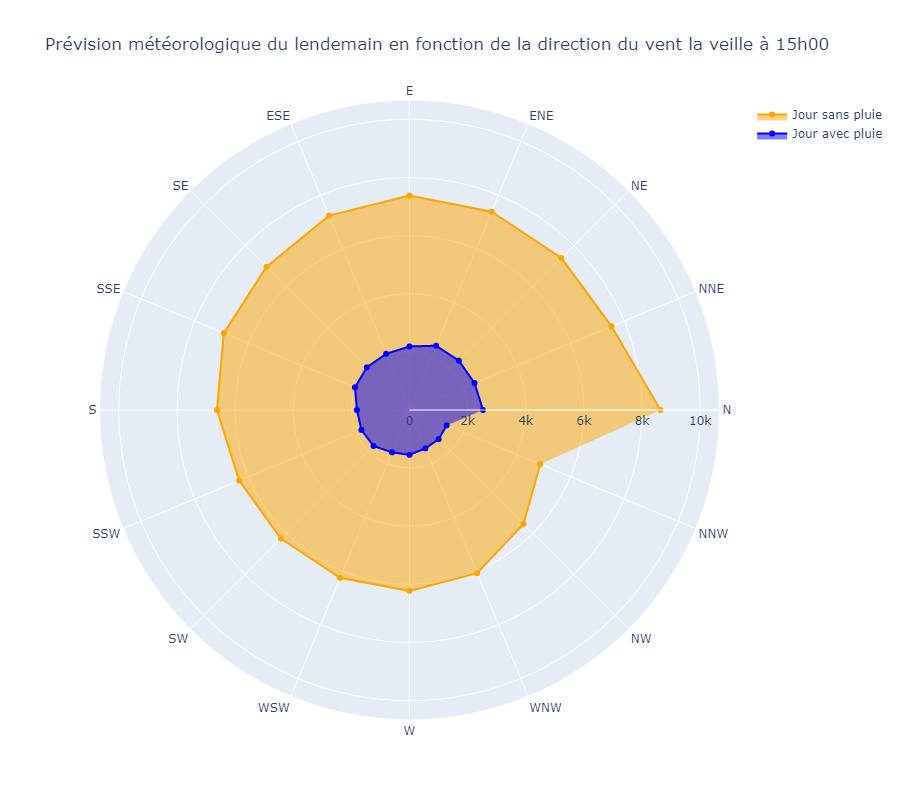 Prévision météorologique du lendemain en fonction de la direction du vent la veille à 15h00
E
ESE
ENE
Jour sans pluie
Jour avec pluie
SE
NE
SSE
NNE
S
N
0 2k 4k 6k 8k 10k
SSW
NNW
SW
NW
WSW
WNW
W